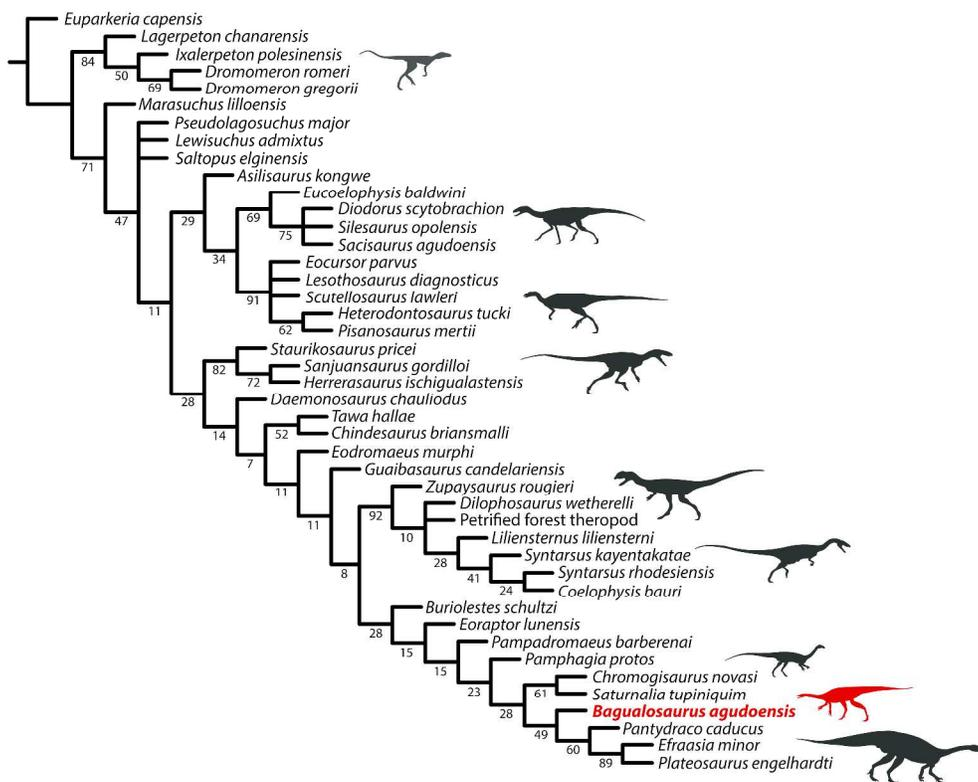 Euparkeria capensis
Lagerpeton chanarensis
84
Ixalerpeton polesinensis
50
Dromomeron romeri
69
Dromomeron gregorii
Marasuchus lilloensis
Pseudolagosuchus major
Lewisuchus admixtus
Saltopus elginensis
71
Asilisaurus kongwe
Eucoelophysis baldwini
Diodorus scytobrachion
47
29
69
Silesaurus opolensis
75
Sacisaurus agudoensis
34
Eocursor parvus
Lesothosaurus diagnosticus
Scutellosaurus lawleri
91
11
Heterodontosaurus tucki
62
Pisanosaurus mertii
Staurikosaurus pricei
82
Sanjuansaurus gordilloi
72
Herrerasaurus ischigualastensis
28
Daemonosaurus chauliodus
Tawa hallae
14
52
Chindesaurus briansmalli
Eodromaeus murphi
7
Guaibasaurus candelariensis
11
Zupaysaurus rougieri
Dilophosaurus wetherelli
11
92
Petrified forest theropod
10
Liliensternus liliensterni
28
Syntarsus kayentakatae
8
41
Syntarsus rhodesiensis
24
Coelophysis bauri
Buriolestes schultzi
28
Eoraptor lunensis
15
Pampadromaeus barberenai
15
Pamphagia protos
23
Chromogisaurus novasi
61
Saturnalia tupiniquim
28
Bagualosaurus agudoensis
49
Pantydraco caducus
60
Efraasia minor
89
Plateosaurus engelhardti